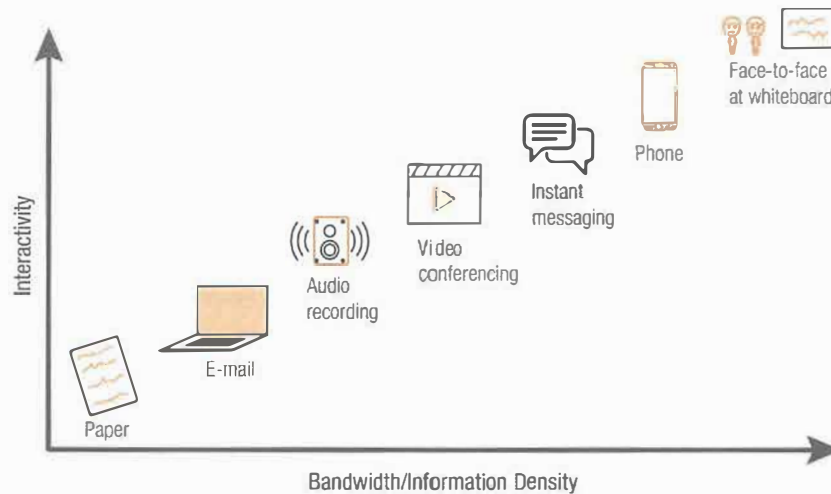 Face-to-face
at whiteboard
Phone
Instant
messaging
Video
conferencing
Audio
recording
E-mail
Paper
Interactivity
Bandwidth/Information Density